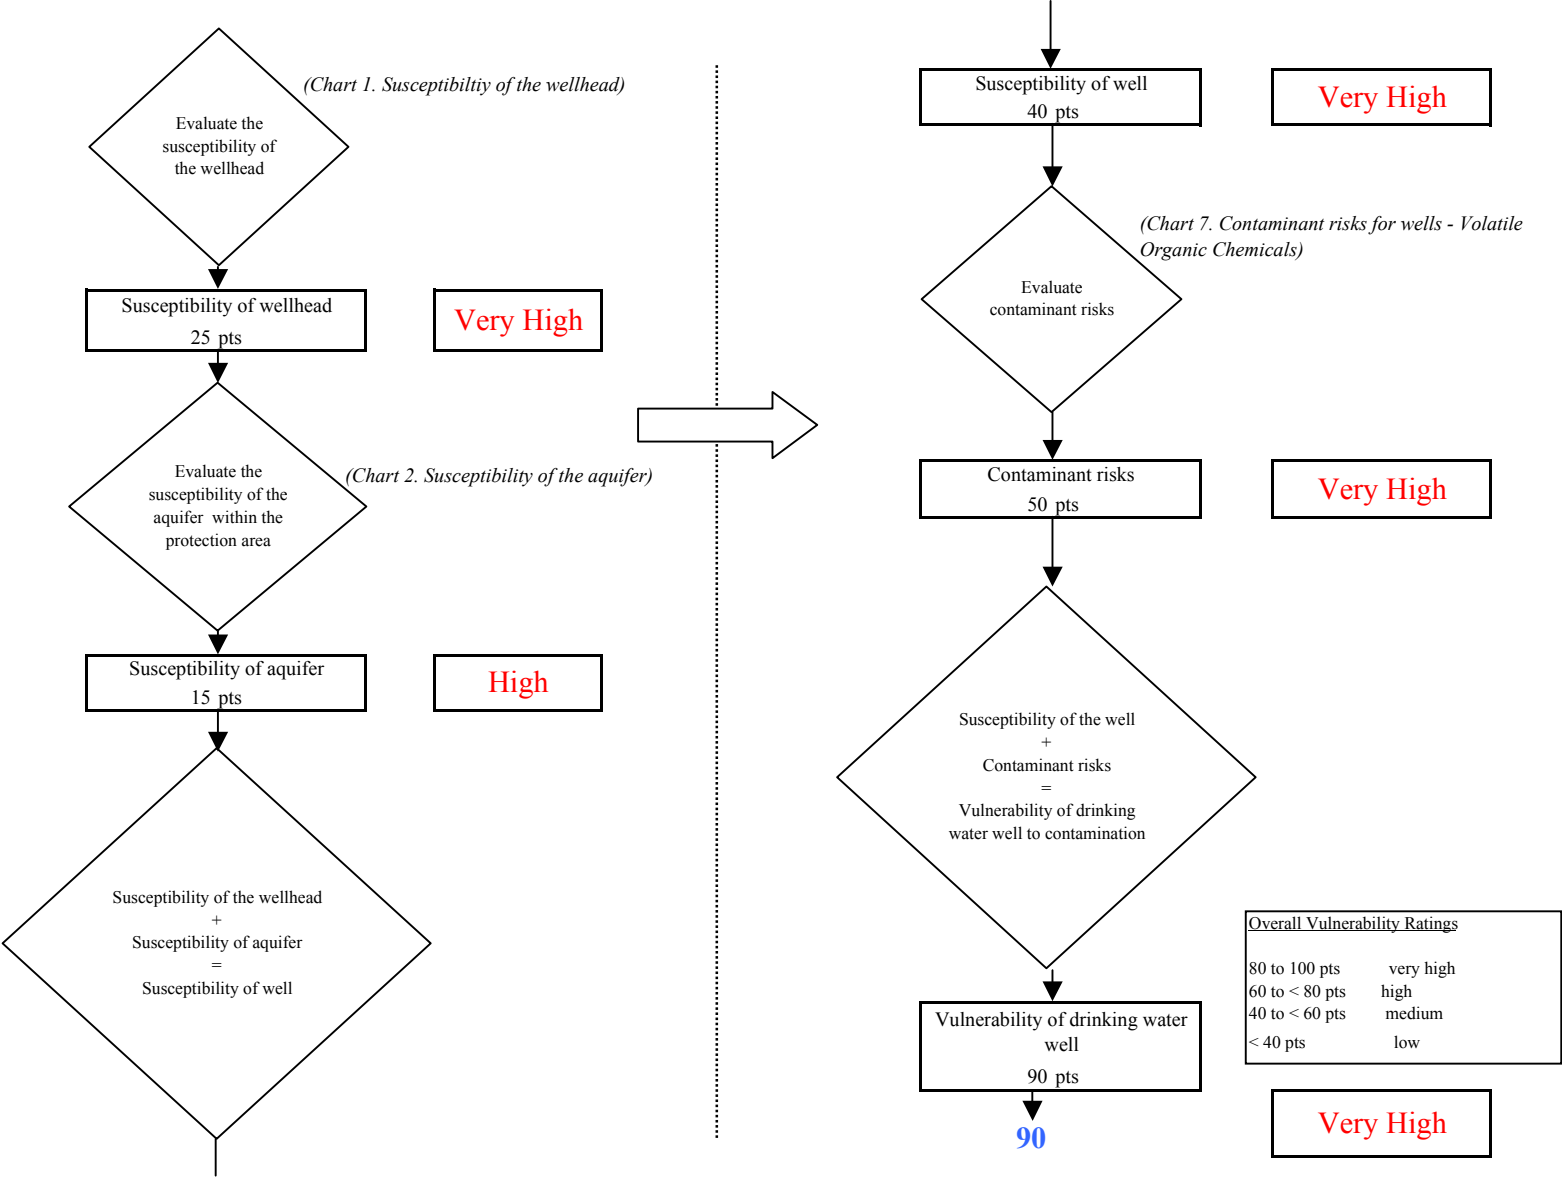 (Chart 1. Susceptibiltiy of the wellhead)
Evaluate the
susceptibility of
the wellhead
Susceptibility of wellhead
25 pts
Very High
(Chart 2. Susceptibility of the aquifer)
Evaluate the
susceptibility of the
aquifer within the
protection area
Susceptibility of aquifer
15 pts
High
Susceptibility of the wellhead
+
Susceptibility of aquifer
=
Susceptibility of well
Susceptibility of well
40 pts
Very High
(Chart 7. Contaminant risks for wells - Volatile
Organic Chemicals)
Evaluate
contaminant risks
Contaminant risks
50 pts
Very High
Susceptibility of the well
+
Contaminant risks
=
Vulnerability of drinking
water well to contamination
Overall Vulnerability Ratings
80 to 100 pts very high
60 to < 80 pts high
40 to < 60 pts medium
< 40 pts low
Vulnerability of drinking water
well
90 pts
90
Very High